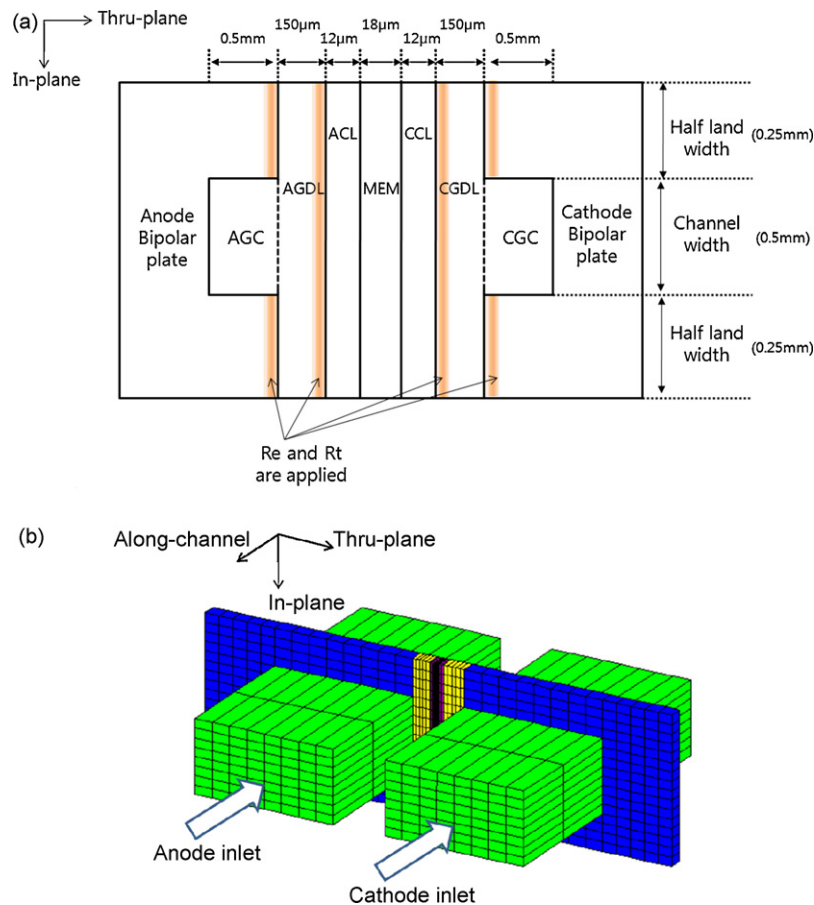 (a)
Thru-plane
In-plane
150μm 18μm 150μm
0.5mm 12μm 12μm 0.5mm
ACL CCL
AGDL MEM CGDL
Anode
Bipolar
plate
AGC
CGC
Cathode
Bipolar
plate
Half land
width
(0.25mm)
Channel
width
(0.5mm)
Half land
width
(0.25mm)
Re and Rt
are applied
(b)
Along-channel
Thru-plane
In-plane
Anode inlet
Cathode inlet